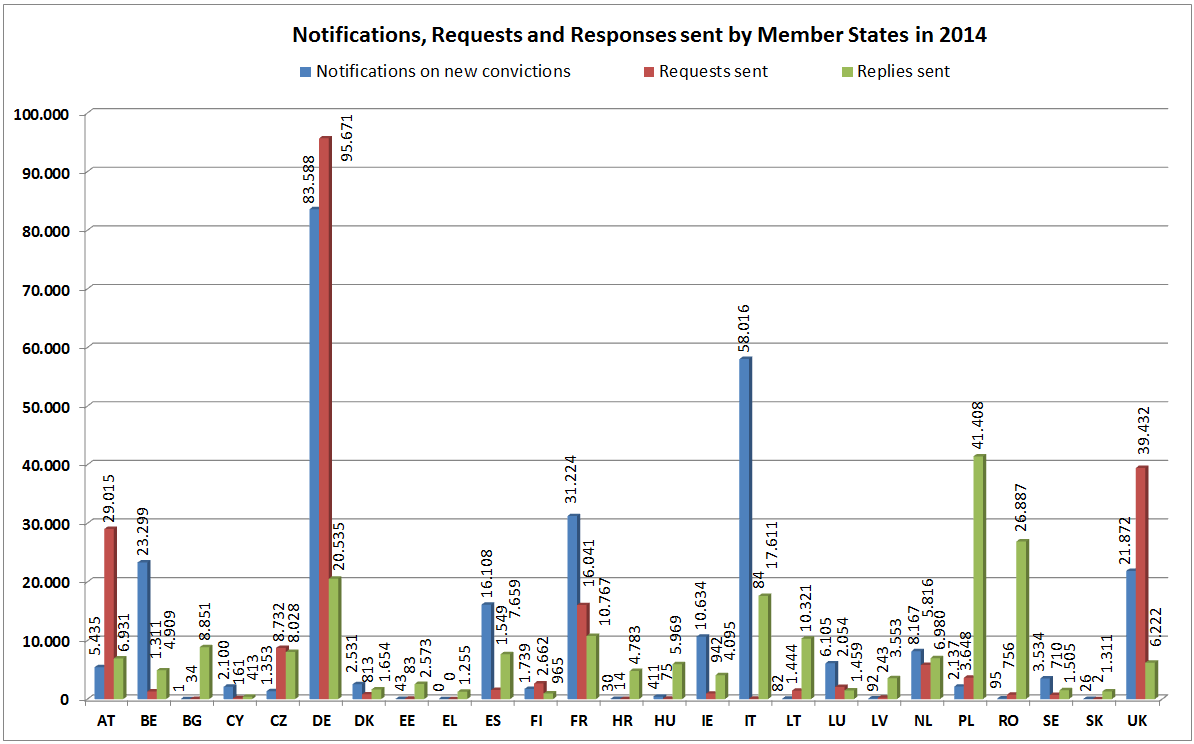 Notifications, Requests and Responses sent by Member States in 2014
Notifications on new convictions Requests sent Replies sent
100.000
90.000
80.000
70.000
60.000
50.000
40.000
30.000
20.000
10.000
0
5.435 29.015 6.931
23.299 1.311 4.909
1 34 8.851
2.100 161 413
1.353 8.732 8.028
83.588 95.671 20.535
2.531 813 1.654
43 83 2.573
0 0 1.255
16.108 1.549 7.659
1.739 2.662 965
31.224 16.041 10.767
30 14 4.783
411 75 5.969
10.634 942 4.095
58.016 84 17.611
82 1.444 10.321
6.105 2.054 1.459
92 243 3.553
8.167 5.816 6.980
2.137 3.648 41.408
95 756 26.887
3.534 710 1.505
26 2 1.311
21.872 39.432 6.222
AT BE BG CY CZ DE DK EE EL ES FI FR HR HU IE IT LT LU LV NL PL RO SE SK UK